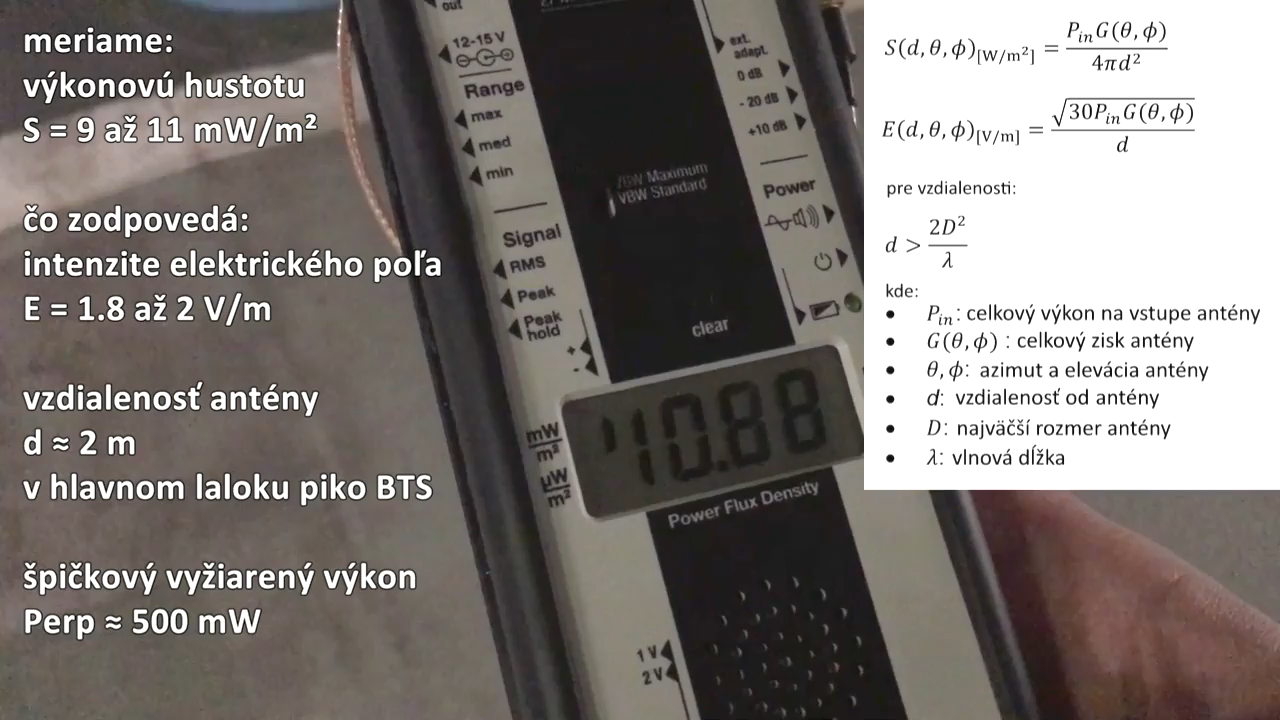 meriame:
výkonovú hustotu
S = 9 až 11 mW/m²
čo zodpovedá:
intenzite elektrického poľa
E = 1.8 až 2 V/m
vzdialenosť antény
d ≈ 2 m
v hlavnom laloku piko BTS
špičkový vyžiarený výkon
Perp ≈ 500 mW
out
12-15 V
Range
max
med
min
Signal
RMS
Peak
Peak
hold
+
-
mW
m²
µW
m²
1 V
2 V
VBW Maximum
VBW Standard
clear
10.88
Power Flux Density
ext.
adapt.
0 dB
- 20 dB
+10 dB
Power
S(d, θ, ϕ)[W/m²] = PinG(θ, ϕ) / 4πd²
E(d, θ, ϕ)[V/m] = √30PinG(θ, ϕ) / d
pre vzdialenosti:
d > 2D² / λ
kde:
• Pin: celkový výkon na vstupe antény
• G(θ, ϕ) : celkový zisk antény
• θ, ϕ: azimut a elevácia antény
• d: vzdialenosť od antény
• D: najväčší rozmer antény
• λ: vlnová dĺžka